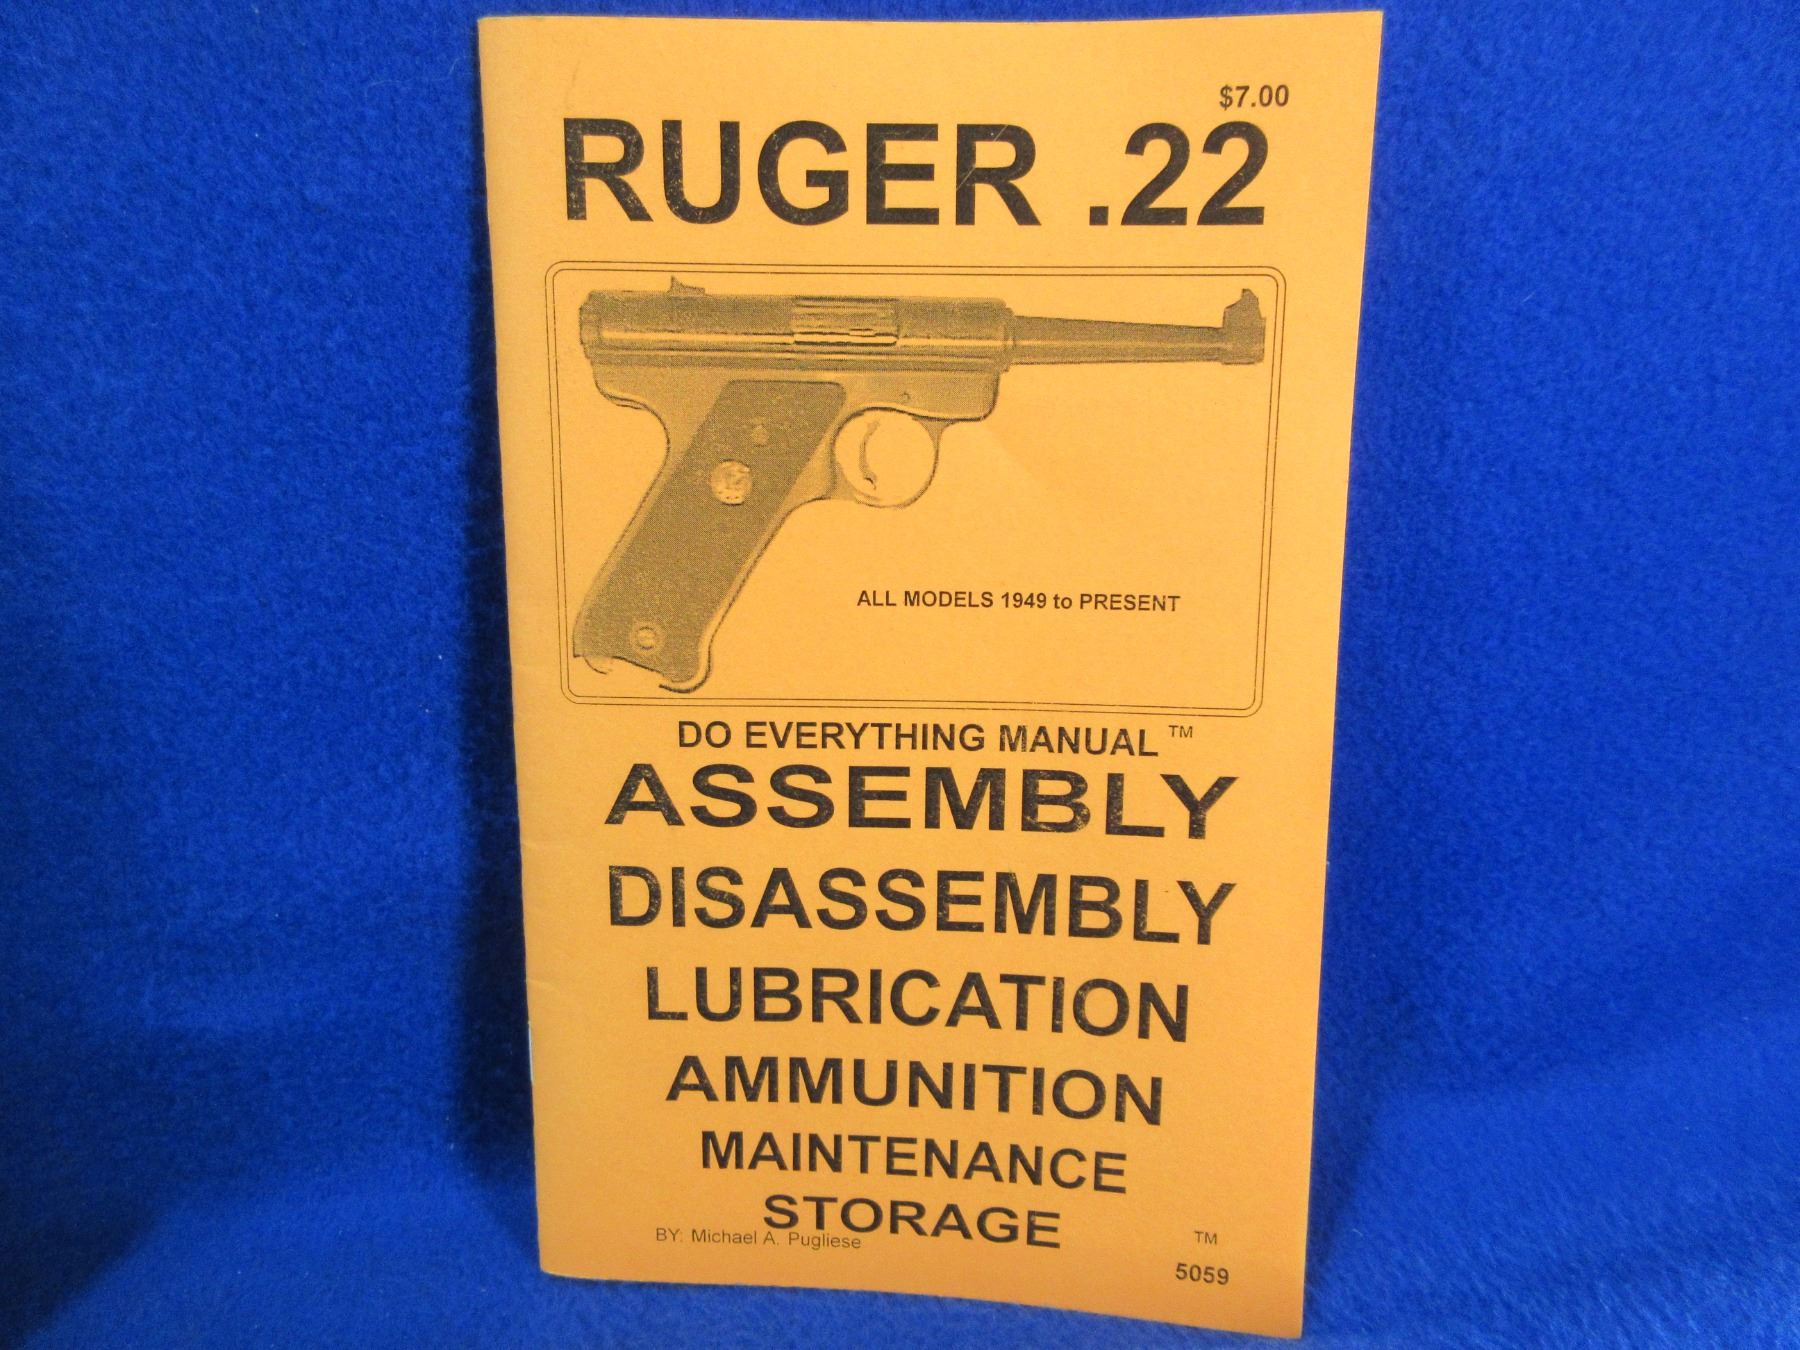 $7.00
RUGER .22
ALL MODELS 1949 to PRESENT
DO EVERYTHING MANUAL ™
ASSEMBLY
DISASSEMBLY
LUBRICATION
AMMUNITION
MAINTENANCE
STORAGE
BY: Michael A. Pugliese
TM
5059